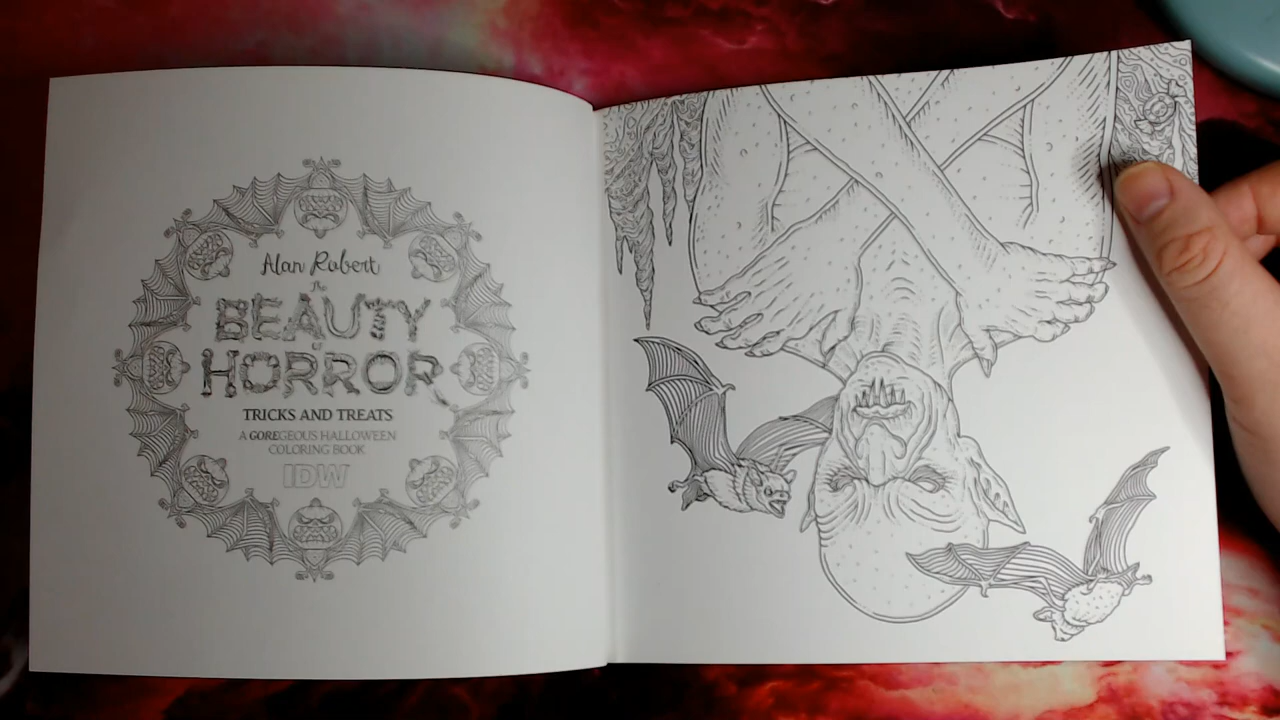 Alan Robert
The
BEAUTY
of
HORROR
TRICKS AND TREATS
A GOREGEOUS HALLOWEEN
COLORING BOOK
IDW